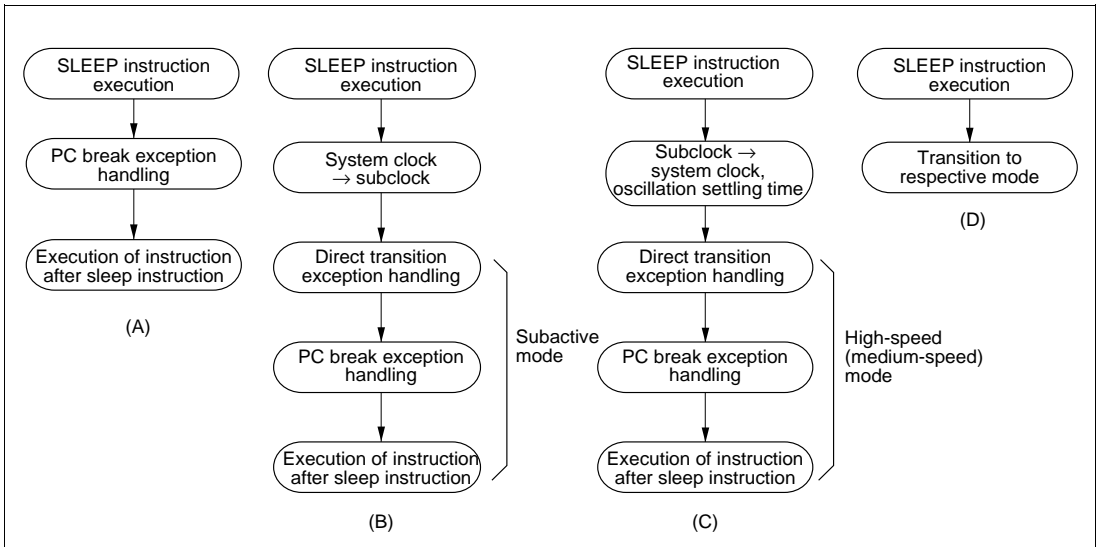 SLEEP instruction
execution
PC break exception
handling
Execution of instruction
after sleep instruction
(A)
SLEEP instruction
execution
System clock
→ subclock
Direct transition
exception handling
PC break exception
handling
Execution of instruction
after sleep instruction
Subactive
mode
(B)
SLEEP instruction
execution
Subclock →
system clock,
oscillation settling time
Direct transition
exception handling
PC break exception
handling
Execution of instruction
after sleep instruction
High-speed
(medium-speed)
mode
(C)
SLEEP instruction
execution
Transition to
respective mode
(D)